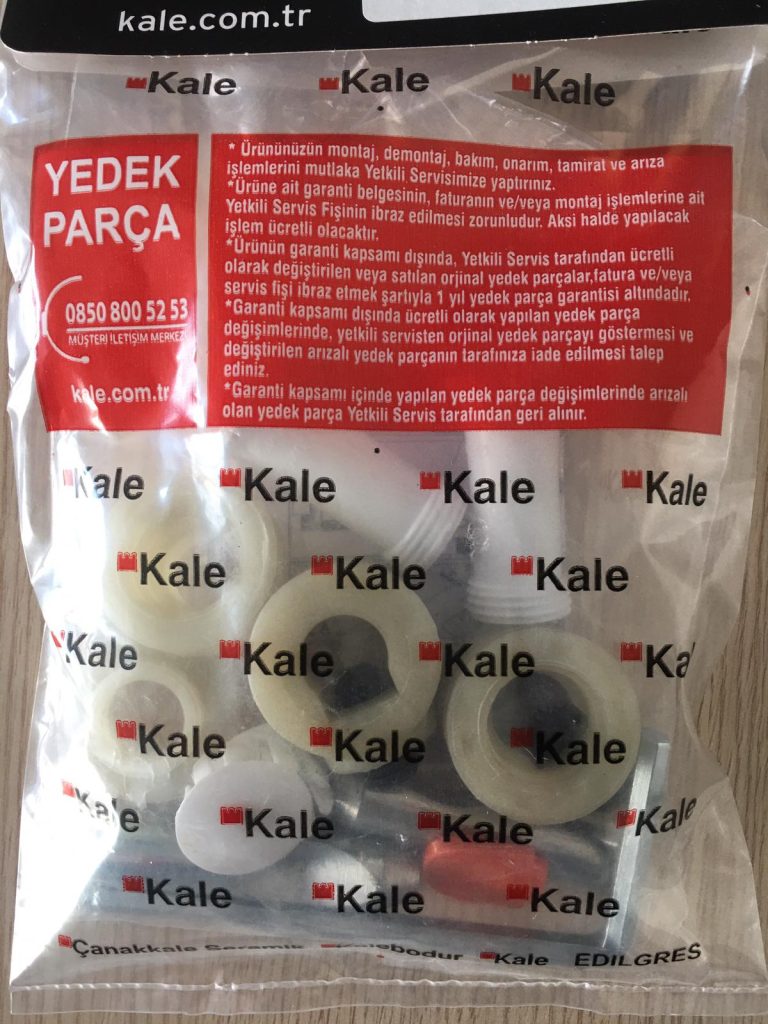 kale.com.tr
Kale Kale Kale
YEDEK
PARÇA
0850 800 52 53
MÜŞTERİ İLETİŞİM MERKEZİ
kale.com.tr
* Ürününüzün montaj, demontaj, bakım, onarım, tamirat ve arıza
işlemlerini mutlaka Yetkili Servisimize yaptırınız.
*Ürüne ait garanti belgesinin, faturanın ve/veya montaj işlemlerine ait
Yetkili Servis Fişinin ibraz edilmesi zorunludur. Aksi halde yapılacak
işlem ücretli olacaktır.
*Ürünün garanti kapsamı dışında, Yetkili Servis tarafından ücretli
olarak değiştirilen veya satılan orjinal yedek parçalar,fatura ve/veya
servis fişi ibraz etmek şartıyla 1 yıl yedek parça garantisi altındadır.
*Garanti kapsamı dışında ücretli olarak yapılan yedek parça
değişimlerinde, yetkili servisten orjinal yedek parçayı göstermesi ve
değiştirilen arızalı yedek parçanın tarafınıza iade edilmesi talep
ediniz.
*Garanti kapsamı içinde yapılan yedek parça değişimlerinde arızalı
olan yedek parça Yetkili Servis tarafından geri alınır.
Kale Kale Kale Kale
Kale Kale Kale
Kale Kale Kale Ka
Kale Kale Kale
Kale Kale Kale Kale
Kale Kale Kale
Çanakkale Seramik Kalebodur Kale EDILGRES